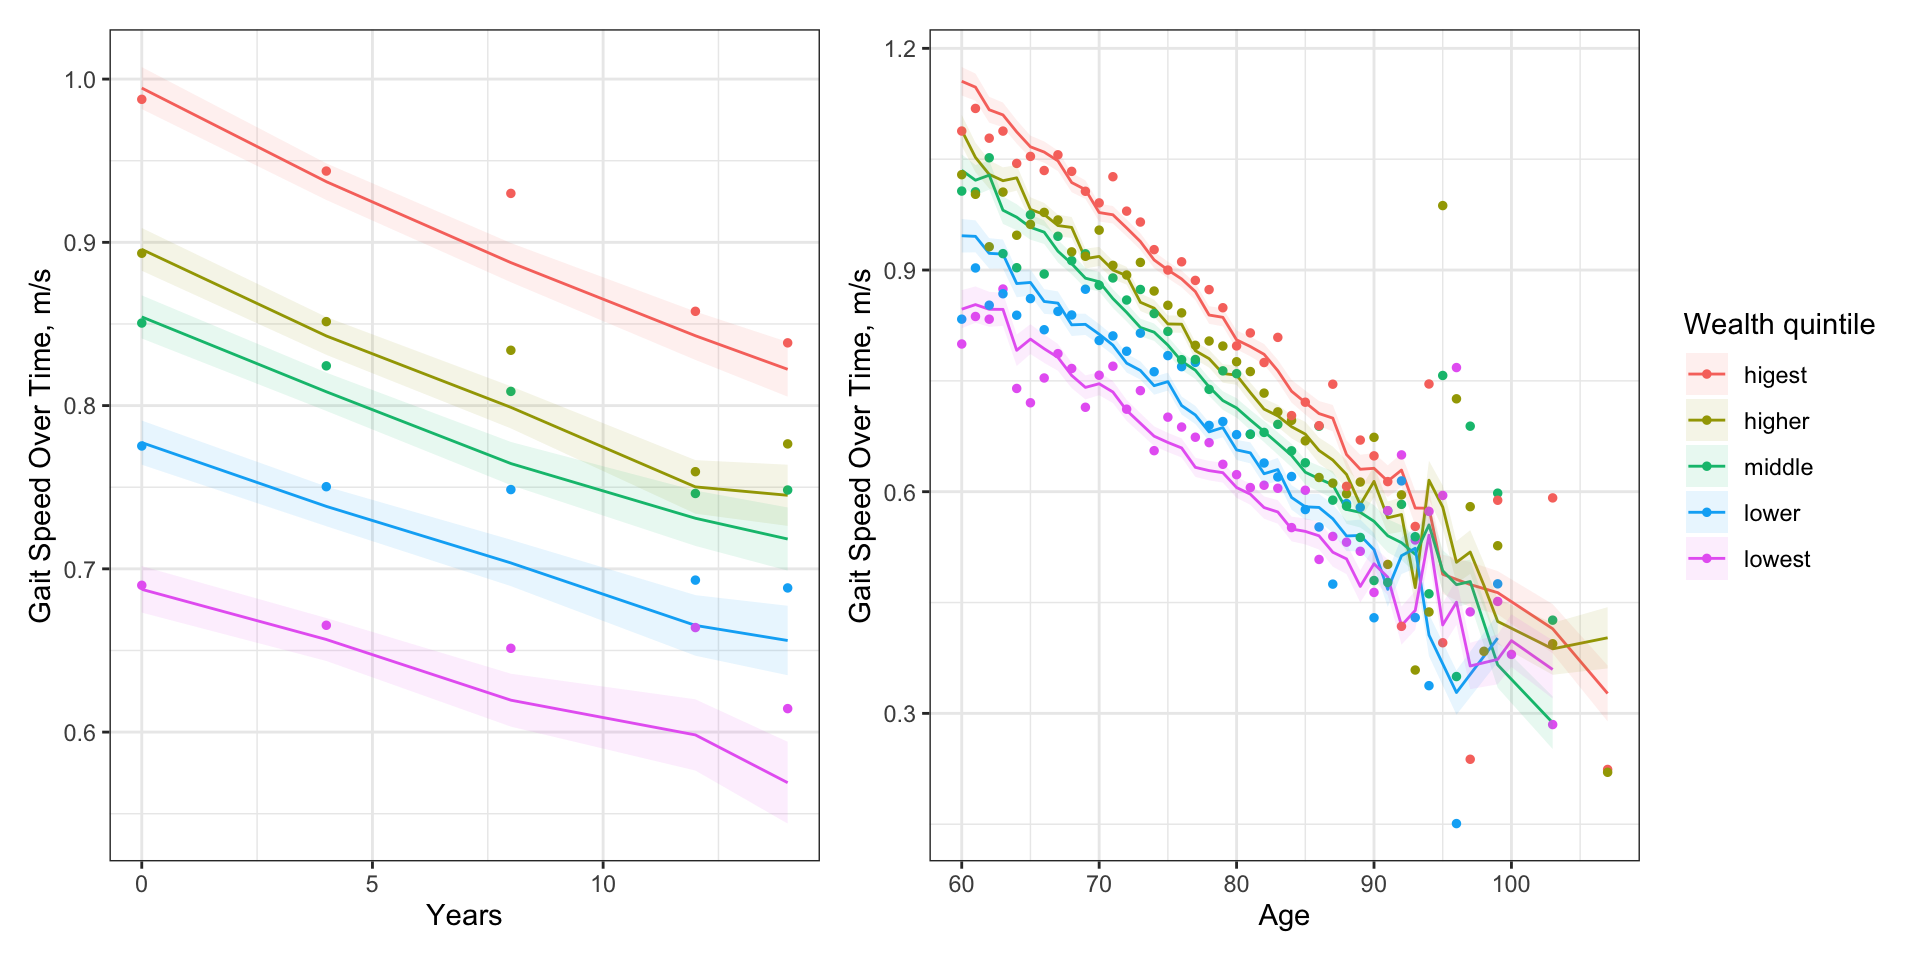 Gait Speed Over Time, m/s
1.0
0.9
0.8
0.7
0.6
0 5 10
Years
Gait Speed Over Time, m/s
1.2
0.9
0.6
0.3
60 70 80 90 100
Age
Wealth quintile
higest
higher
middle
lower
lowest